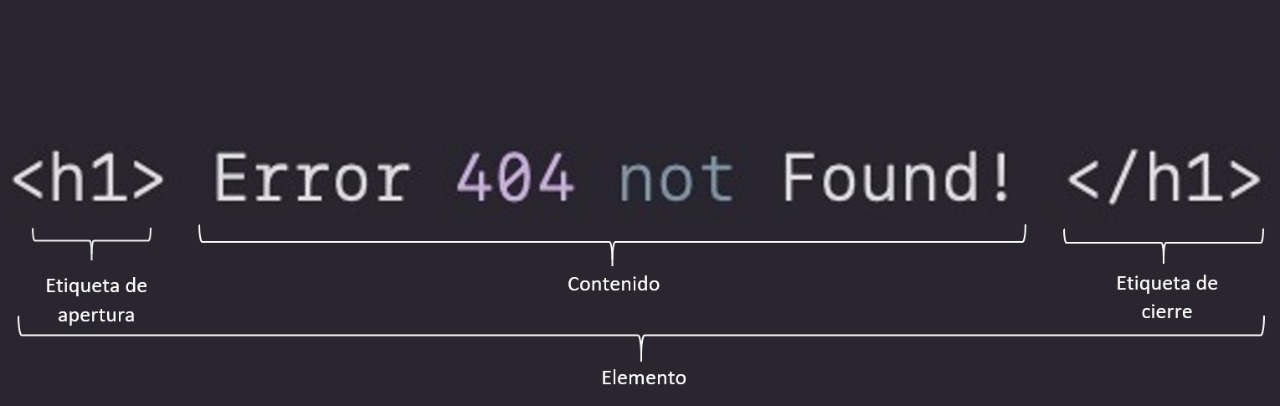 <h1> Error 404 not Found! </h1>
Etiqueta de
apertura
Contenido
Etiqueta de
cierre
Elemento